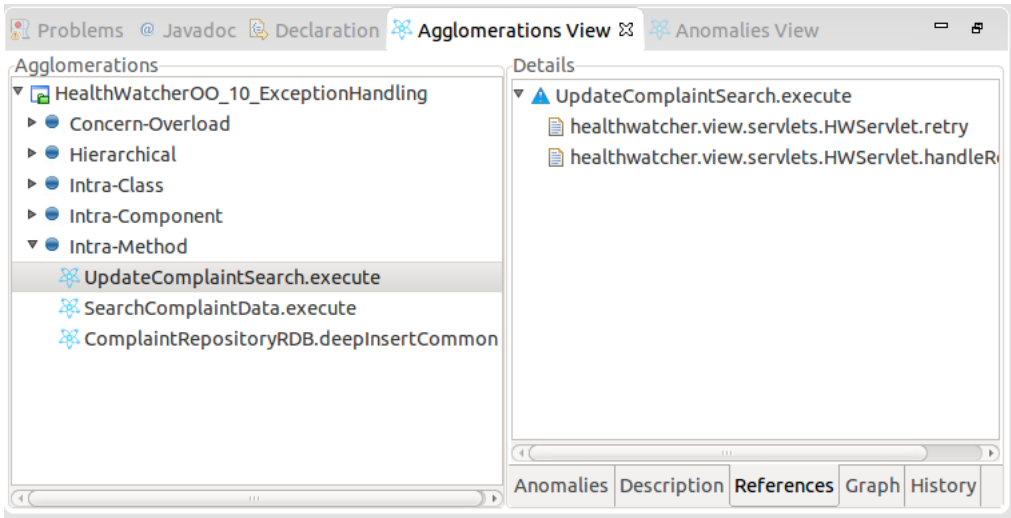 Problems @ Javadoc Declaration Agglomerations View Anomalies View
Agglomerations
HealthWatcherOO_10_ExceptionHandling
Concern-Overload
Hierarchical
Intra-Class
Intra-Component
Intra-Method
UpdateComplaintSearch.execute
SearchComplaintData.execute
ComplaintRepositoryRDB.deepInsertCommon
Details
UpdateComplaintSearch.execute
healthwatcher.view.servlets.HWServlet.retry
healthwatcher.view.servlets.HWServlet.handleR
Anomalies Description References Graph History